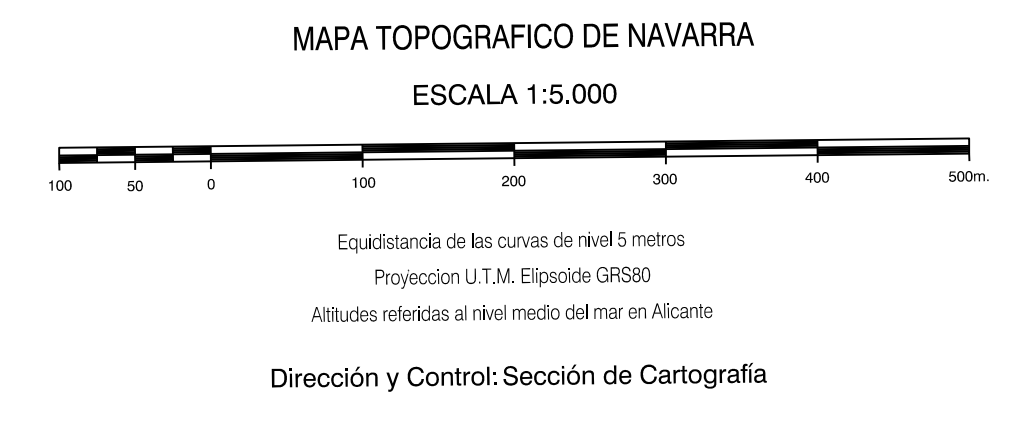 MAPA TOPOGRAFICO DE NAVARRA
ESCALA 1:5.000
100 50 0 100 200 300 400 500m.
Equidistancia de las curvas de nivel 5 metros
Proyeccion U.T.M. Elipsoide GRS80
Altitudes referidas al nivel medio del mar en Alicante
Dirección y Control: Sección de Cartografía